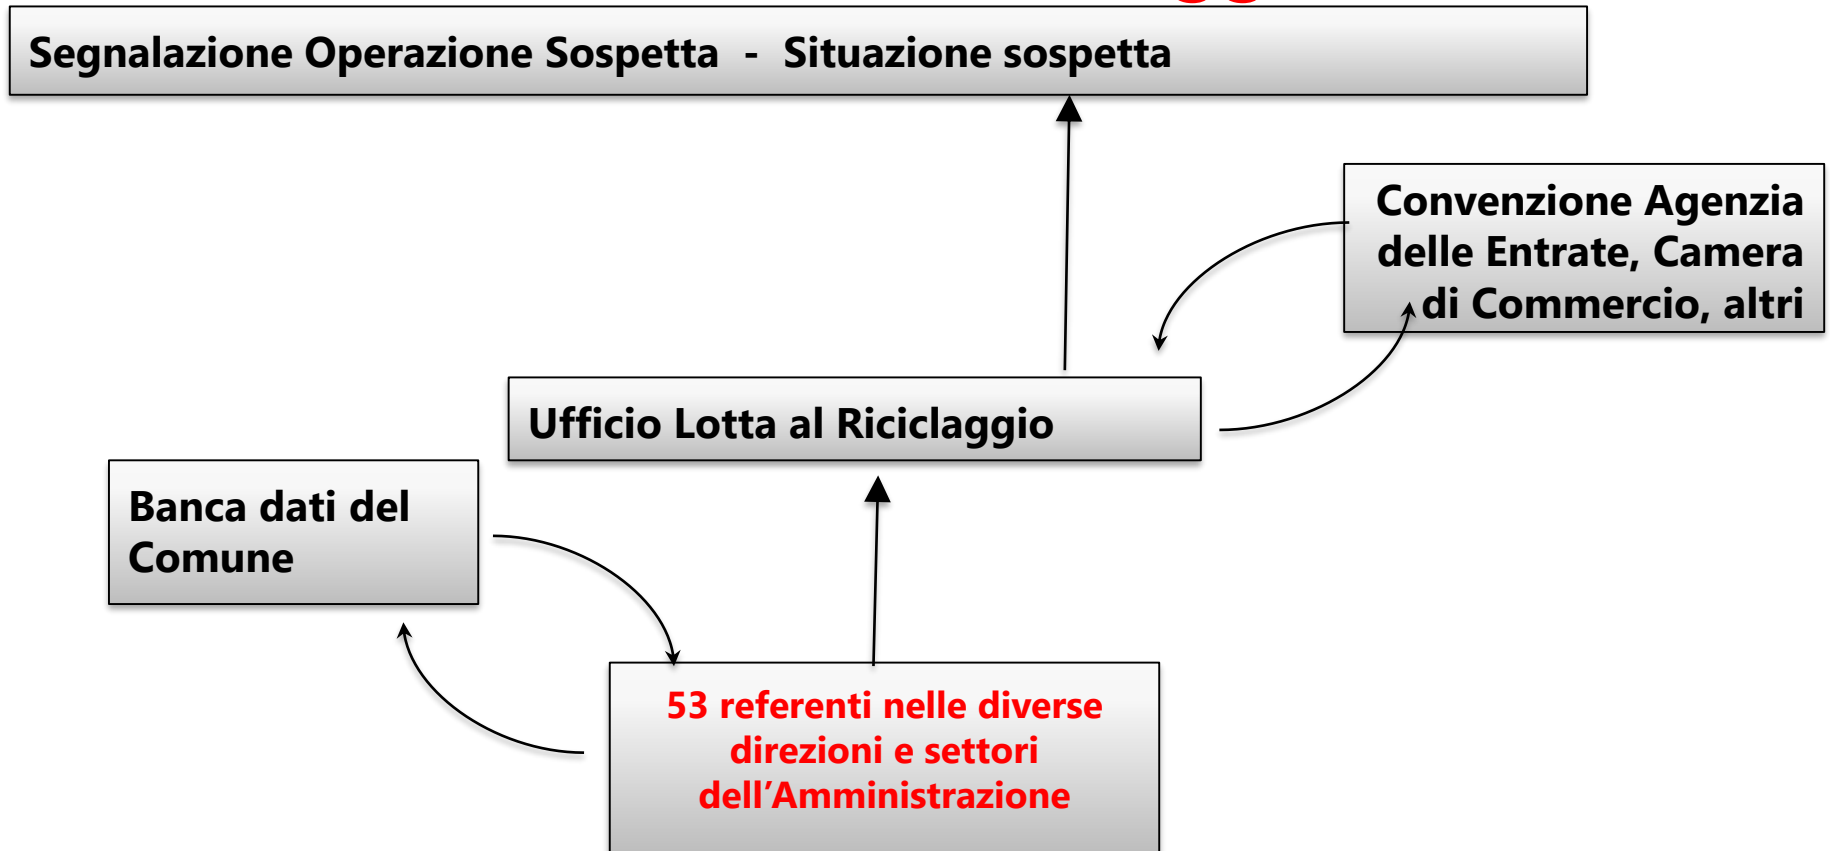 Segnalazione Operazione Sospetta - Situazione sospetta
Convenzione Agenzia
delle Entrate, Camera
di Commercio, altri
Ufficio Lotta al Riciclaggio
Banca dati del
Comune
53 referenti nelle diverse
direzioni e settori
dell’Amministrazione